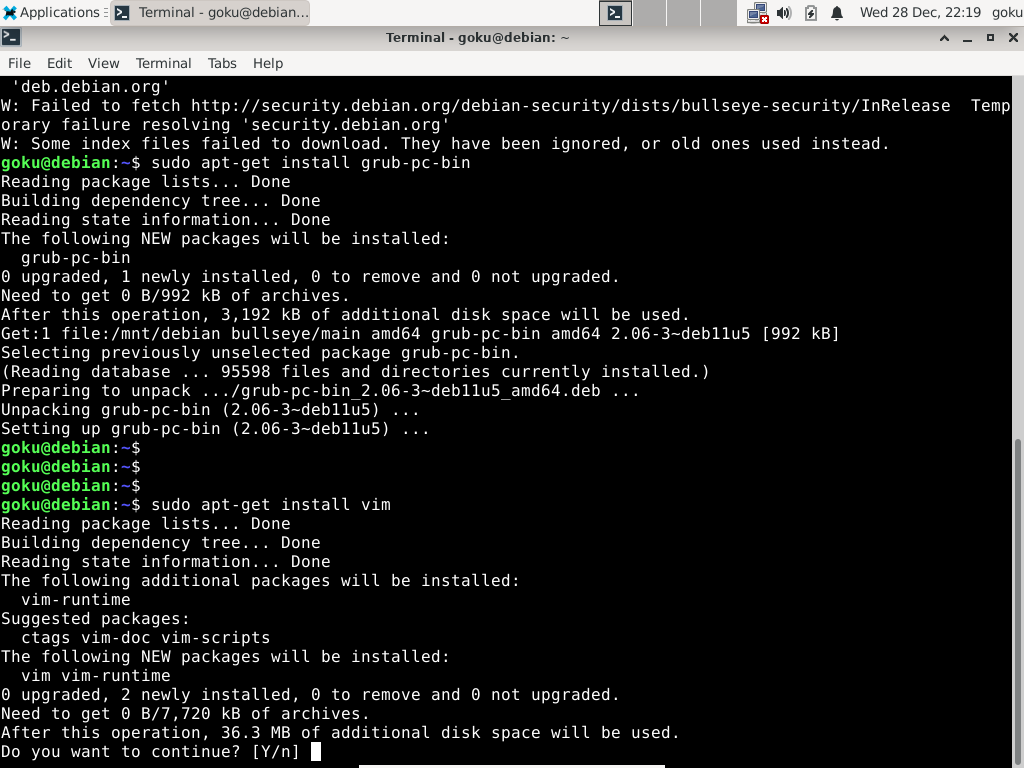 Applications Terminal - goku@debian... Wed 28 Dec, 22:19 goku
Terminal - goku@debian: ~
File Edit View Terminal Tabs Help
 'deb.debian.org'
W: Failed to fetch http://security.debian.org/debian-security/dists/bullseye-security/InRelease  Temp
orary failure resolving 'security.debian.org'
W: Some index files failed to download. They have been ignored, or old ones used instead.
goku@debian:~$ sudo apt-get install grub-pc-bin
Reading package lists... Done
Building dependency tree... Done
Reading state information... Done
The following NEW packages will be installed:
  grub-pc-bin
0 upgraded, 1 newly installed, 0 to remove and 0 not upgraded.
Need to get 0 B/992 kB of archives.
After this operation, 3,192 kB of additional disk space will be used.
Get:1 file:/mnt/debian bullseye/main amd64 grub-pc-bin amd64 2.06-3~deb11u5 [992 kB]
Selecting previously unselected package grub-pc-bin.
(Reading database ... 95598 files and directories currently installed.)
Preparing to unpack .../grub-pc-bin_2.06-3~deb11u5_amd64.deb ...
Unpacking grub-pc-bin (2.06-3~deb11u5) ...
Setting up grub-pc-bin (2.06-3~deb11u5) ...
goku@debian:~$
goku@debian:~$
goku@debian:~$
goku@debian:~$ sudo apt-get install vim
Reading package lists... Done
Building dependency tree... Done
Reading state information... Done
The following additional packages will be installed:
  vim-runtime
Suggested packages:
  ctags vim-doc vim-scripts
The following NEW packages will be installed:
  vim vim-runtime
0 upgraded, 2 newly installed, 0 to remove and 0 not upgraded.
Need to get 0 B/7,720 kB of archives.
After this operation, 36.3 MB of additional disk space will be used.
Do you want to continue? [Y/n]